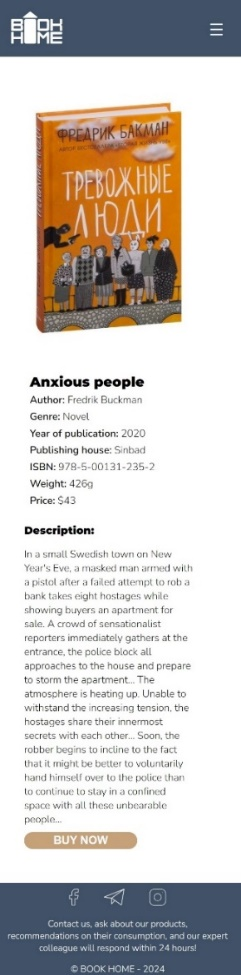 BOOK
HOME
ФРЕДРИК БАКМАН
ТРЕВОЖНЫЕ
ЛЮДИ
ТРЕВОЖНЫЕ ЛЮДИ
Anxious people
Author: Fredrik Buckman
Genre: Novel
Year of publication: 2020
Publishing house: Sinbad
ISBN: 978-5-00131-235-2
Weight: 426g
Price: $43
Description:
In a small Swedish town on New
Year's Eve, a masked man armed with
a pistol after a failed attempt to rob a
bank takes eight hostages while
showing buyers an apartment for
sale. A crowd of sensationalist
reporters immediately gathers at the
entrance, the police block all
approaches to the house and prepare
to storm the apartment... The
atmosphere is heating up. Unable to
withstand the increasing tension, the
hostages share their innermost
secrets with each other... Soon, the
robber begins to incline to the fact
that it might be better to voluntarily
hand himself over to the police than
to continue to stay in a confined
space with all these unbearable
people...
BUY NOW
Contact us, ask about our products,
recommendations on their consumption, and our expert
colleague will respond within 24 hours!
© BOOK HOME - 2024